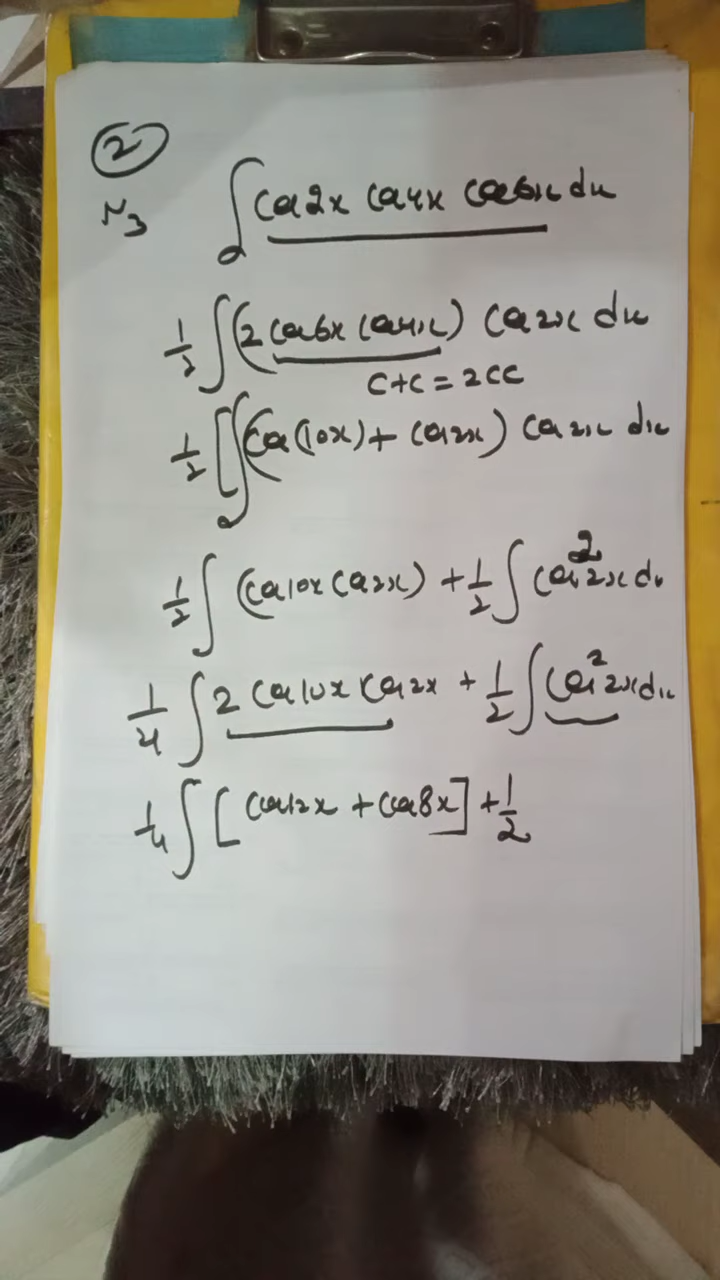 ②
N3 ∫ cos2x cos4x cos6x dx
1/2 ∫ (2 cos6x cos4x) cos2x dx
C+C = 2CC
1/2 [∫ (cos(10x) + cos2x) cos2x dx
1/2 ∫ (cos10x cos2x) + 1/2 ∫ cos²2x dx
1/4 ∫ 2 cos10x cos2x + 1/2 ∫ cos²2x dx
1/4 ∫ [cos12x + cos8x] + 1/2